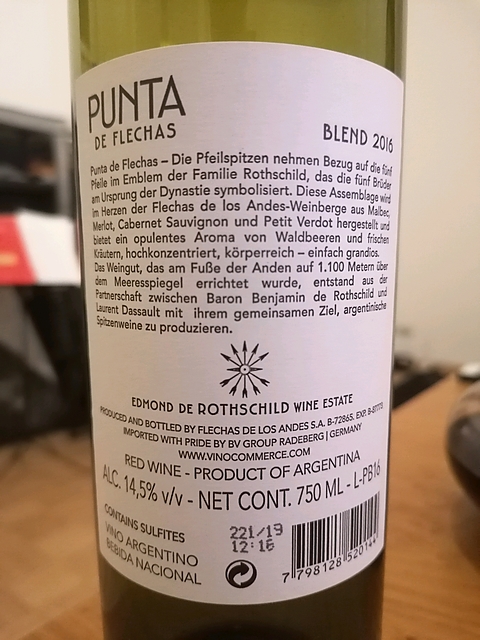 PUNTA
DE FLECHAS
BLEND 2016
Punta de Flechas – Die Pfeilspitzen nehmen Bezug auf die fünf
Pfeile im Emblem der Familie Rothschild, das die fünf Brüder
am Ursprung der Dynastie symbolisiert. Diese Assemblage wird
im Herzen der Flechas de los Andes-Weinberge aus Malbec,
Merlot, Cabernet Sauvignon und Petit Verdot hergestellt und
bietet ein opulentes Aroma von Waldbeeren und frischen
Kräutern, hochkonzentriert, körperreich – einfach grandios.
Das Weingut, das am Fuße der Anden auf 1.100 Metern über
dem Meeresspiegel errichtet wurde, entstand aus der
Partnerschaft zwischen Baron Benjamin de Rothschild und
Laurent Dassault mit ihrem gemeinsamen Ziel, argentinische
Spitzenweine zu produzieren.
EDMOND DE ROTHSCHILD WINE ESTATE
PRODUCED AND BOTTLED BY FLECHAS DE LOS ANDES S.A. B-72865. EXP.
IMPORTED WITH PRIDE BY BV GROUP RADEBERG | GERMANY
WWW.VINOCOMMERCE.COM
RED WINE - PRODUCT OF ARGENTINA
ALC. 14,5% v/v - NET CONT. 750 ML - L-PB16
CONTAINS SULFITES
VINO ARGENTINO
BEBIDA NACIONAL
221/19
12:16
7 798128 520144